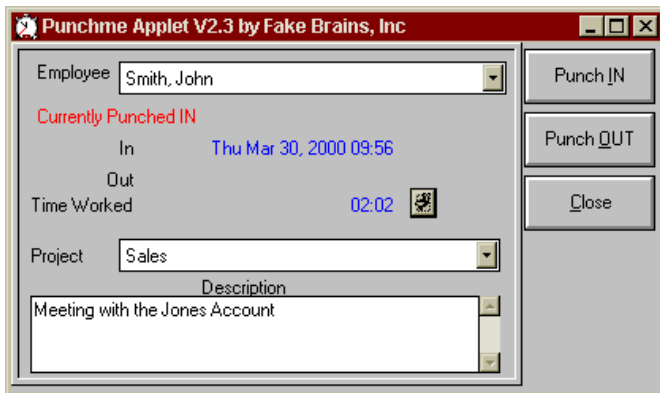 Punchme Applet V2.3 by Fake Brains, Inc
Employee Smith, John
Punch IN
Currently Punched IN
In Thu Mar 30, 2000 09:56
Punch OUT
Out
Time Worked 02:02
Close
Project Sales
Description
Meeting with the Jones Account